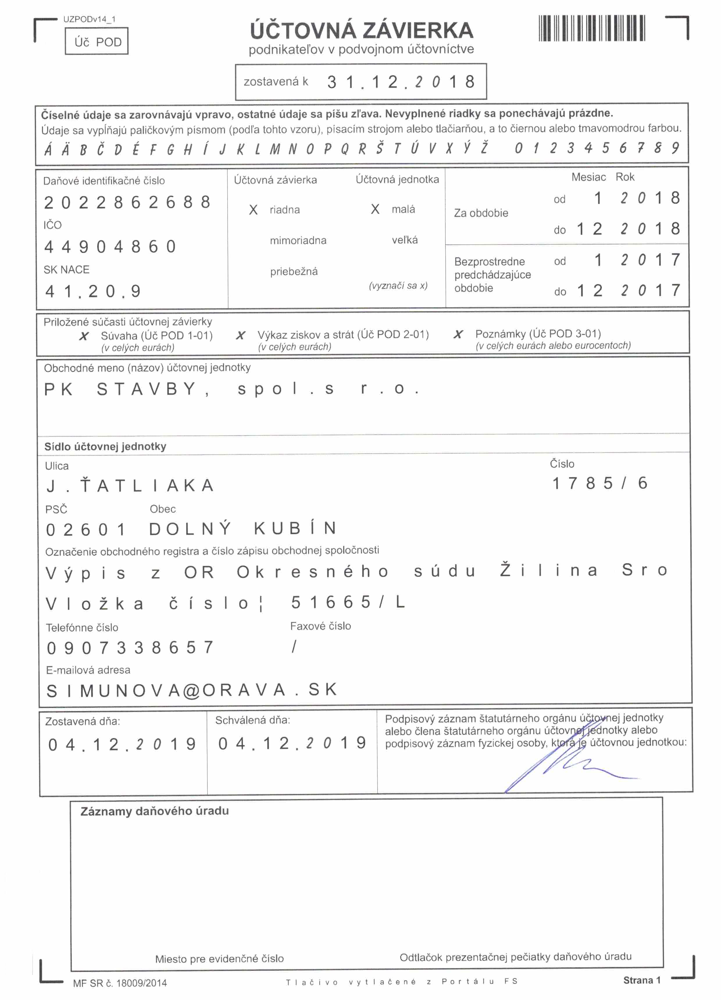 UZPODv14_1
Úč POD
ÚČTOVNÁ ZÁVIERKA
podnikateľov v podvojnom účtovníctve
zostavená k 31.12.2018
Číselné údaje sa zarovnávajú vpravo, ostatné údaje sa píšu zľava. Nevyplnené riadky sa ponechávajú prázdne.
Údaje sa vypĺňajú paličkovým písmom (podľa tohto vzoru), písacím strojom alebo tlačiarňou, a to čiernou alebo tmavomodrou farbou.
Á Ä B Č D É F G H Í J K L M N O P Q R Š T Ú V X Ý Ž 0 1 2 3 4 5 6 7 8 9
Daňové identifikačné číslo
2022862688
IČO
44904860
SK NACE
41.20.9
Účtovná závierka
X riadna
mimoriadna
priebežná
Účtovná jednotka
X malá
veľká
(vyznačí sa x)
Mesiac Rok
Za obdobie
od 1 2018
do 12 2018
Bezprostredne predchádzajúce obdobie
od 1 2017
do 12 2017
Priložené súčasti účtovnej závierky
X Súvaha (Úč POD 1-01) X Výkaz ziskov a strát (Úč POD 2-01) X Poznámky (Úč POD 3-01)
(v celých eurách) (v celých eurách) (v celých eurách alebo eurocentoch)
Obchodné meno (názov) účtovnej jednotky
PK STAVBY, spol.s r.o.
Sídlo účtovnej jednotky
Ulica Číslo
J.ŤATLIAKA 1785/6
PSČ Obec
02601 DOLNÝ KUBÍN
Označenie obchodného registra a číslo zápisu obchodnej spoločnosti
Výpis z OR Okresného súdu Žilina Sro
Vložka číslo¦ 51665/L
Telefónne číslo Faxové číslo
0907338657 /
E-mailová adresa
SIMUNOVA@ORAVA.SK
Zostavená dňa:
04.12.2019
Schválená dňa:
04.12.2019
Podpisový záznam štatutárneho orgánu účtovnej jednotky
alebo člena štatutárneho orgánu účtovnej jednotky alebo
podpisový záznam fyzickej osoby, ktorá je účtovnou jednotkou:
Záznamy daňového úradu
Miesto pre evidenčné číslo Odtlačok prezentačnej pečiatky daňového úradu
MF SR č. 18009/2014 Tlačivo vytlačené z Portálu FS Strana 1